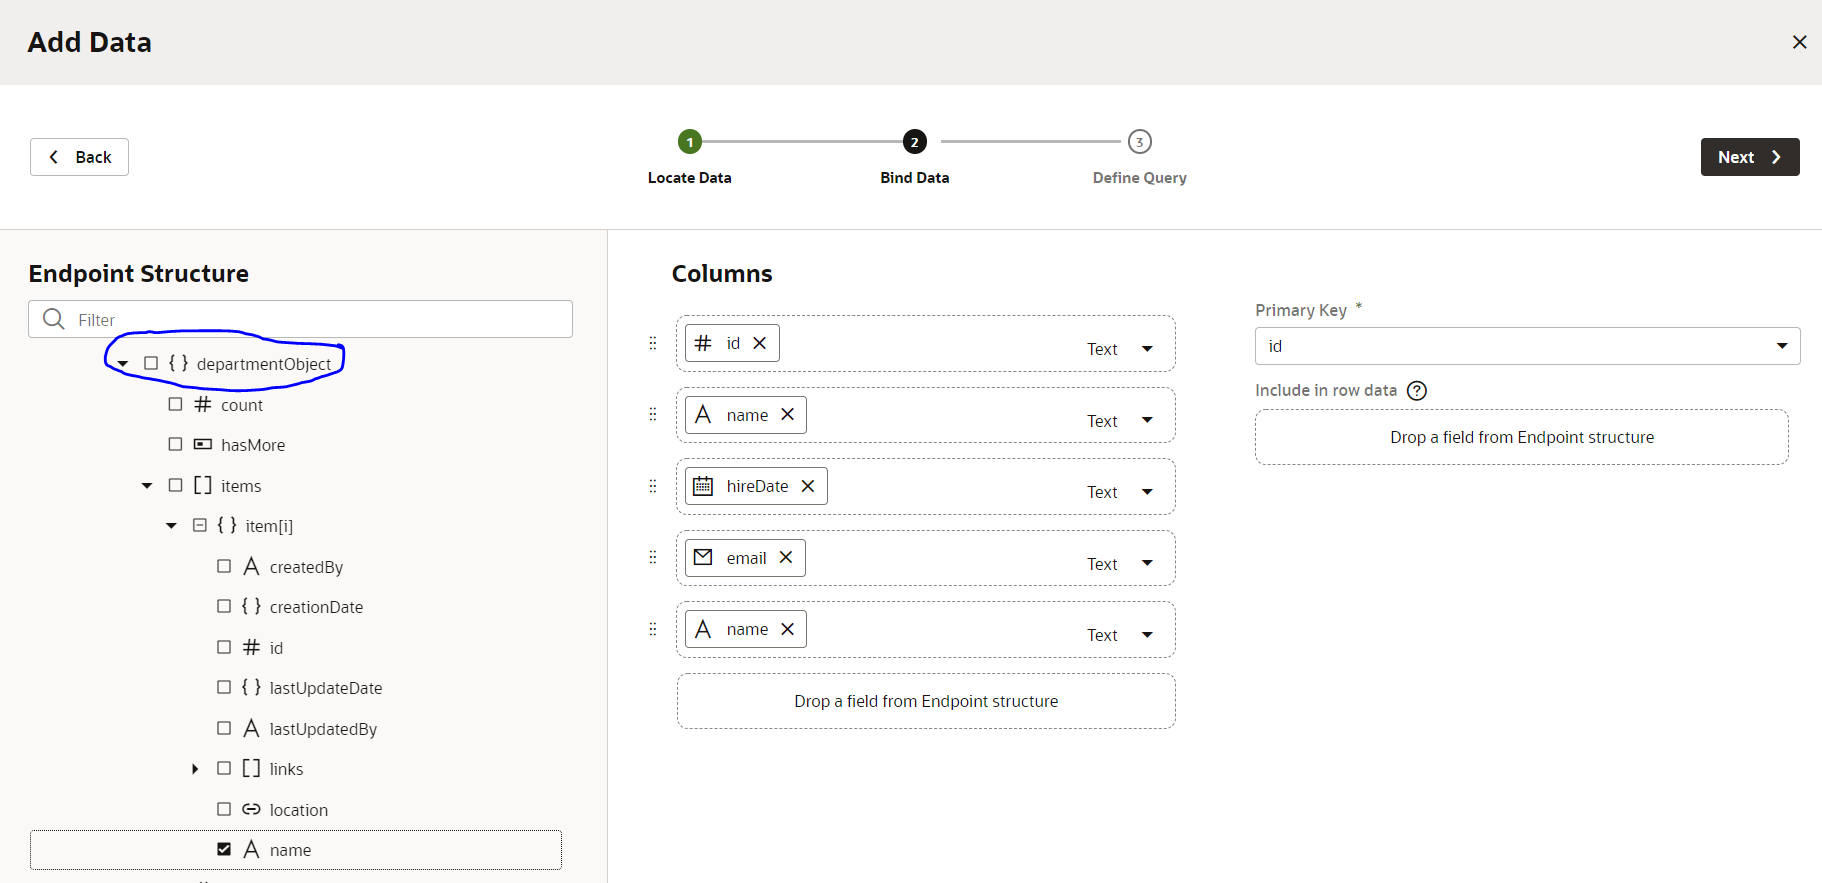 Add Data
Back
1
2
3
Locate Data
Bind Data
Define Query
Next
Endpoint Structure
Filter
departmentObject
count
hasMore
items
item[i]
createdBy
creationDate
id
lastUpdateDate
lastUpdatedBy
links
location
name
Columns
id
Text
name
Text
hireDate
Text
email
Text
name
Text
Drop a field from Endpoint structure
Primary Key *
id
Include in row data
Drop a field from Endpoint structure